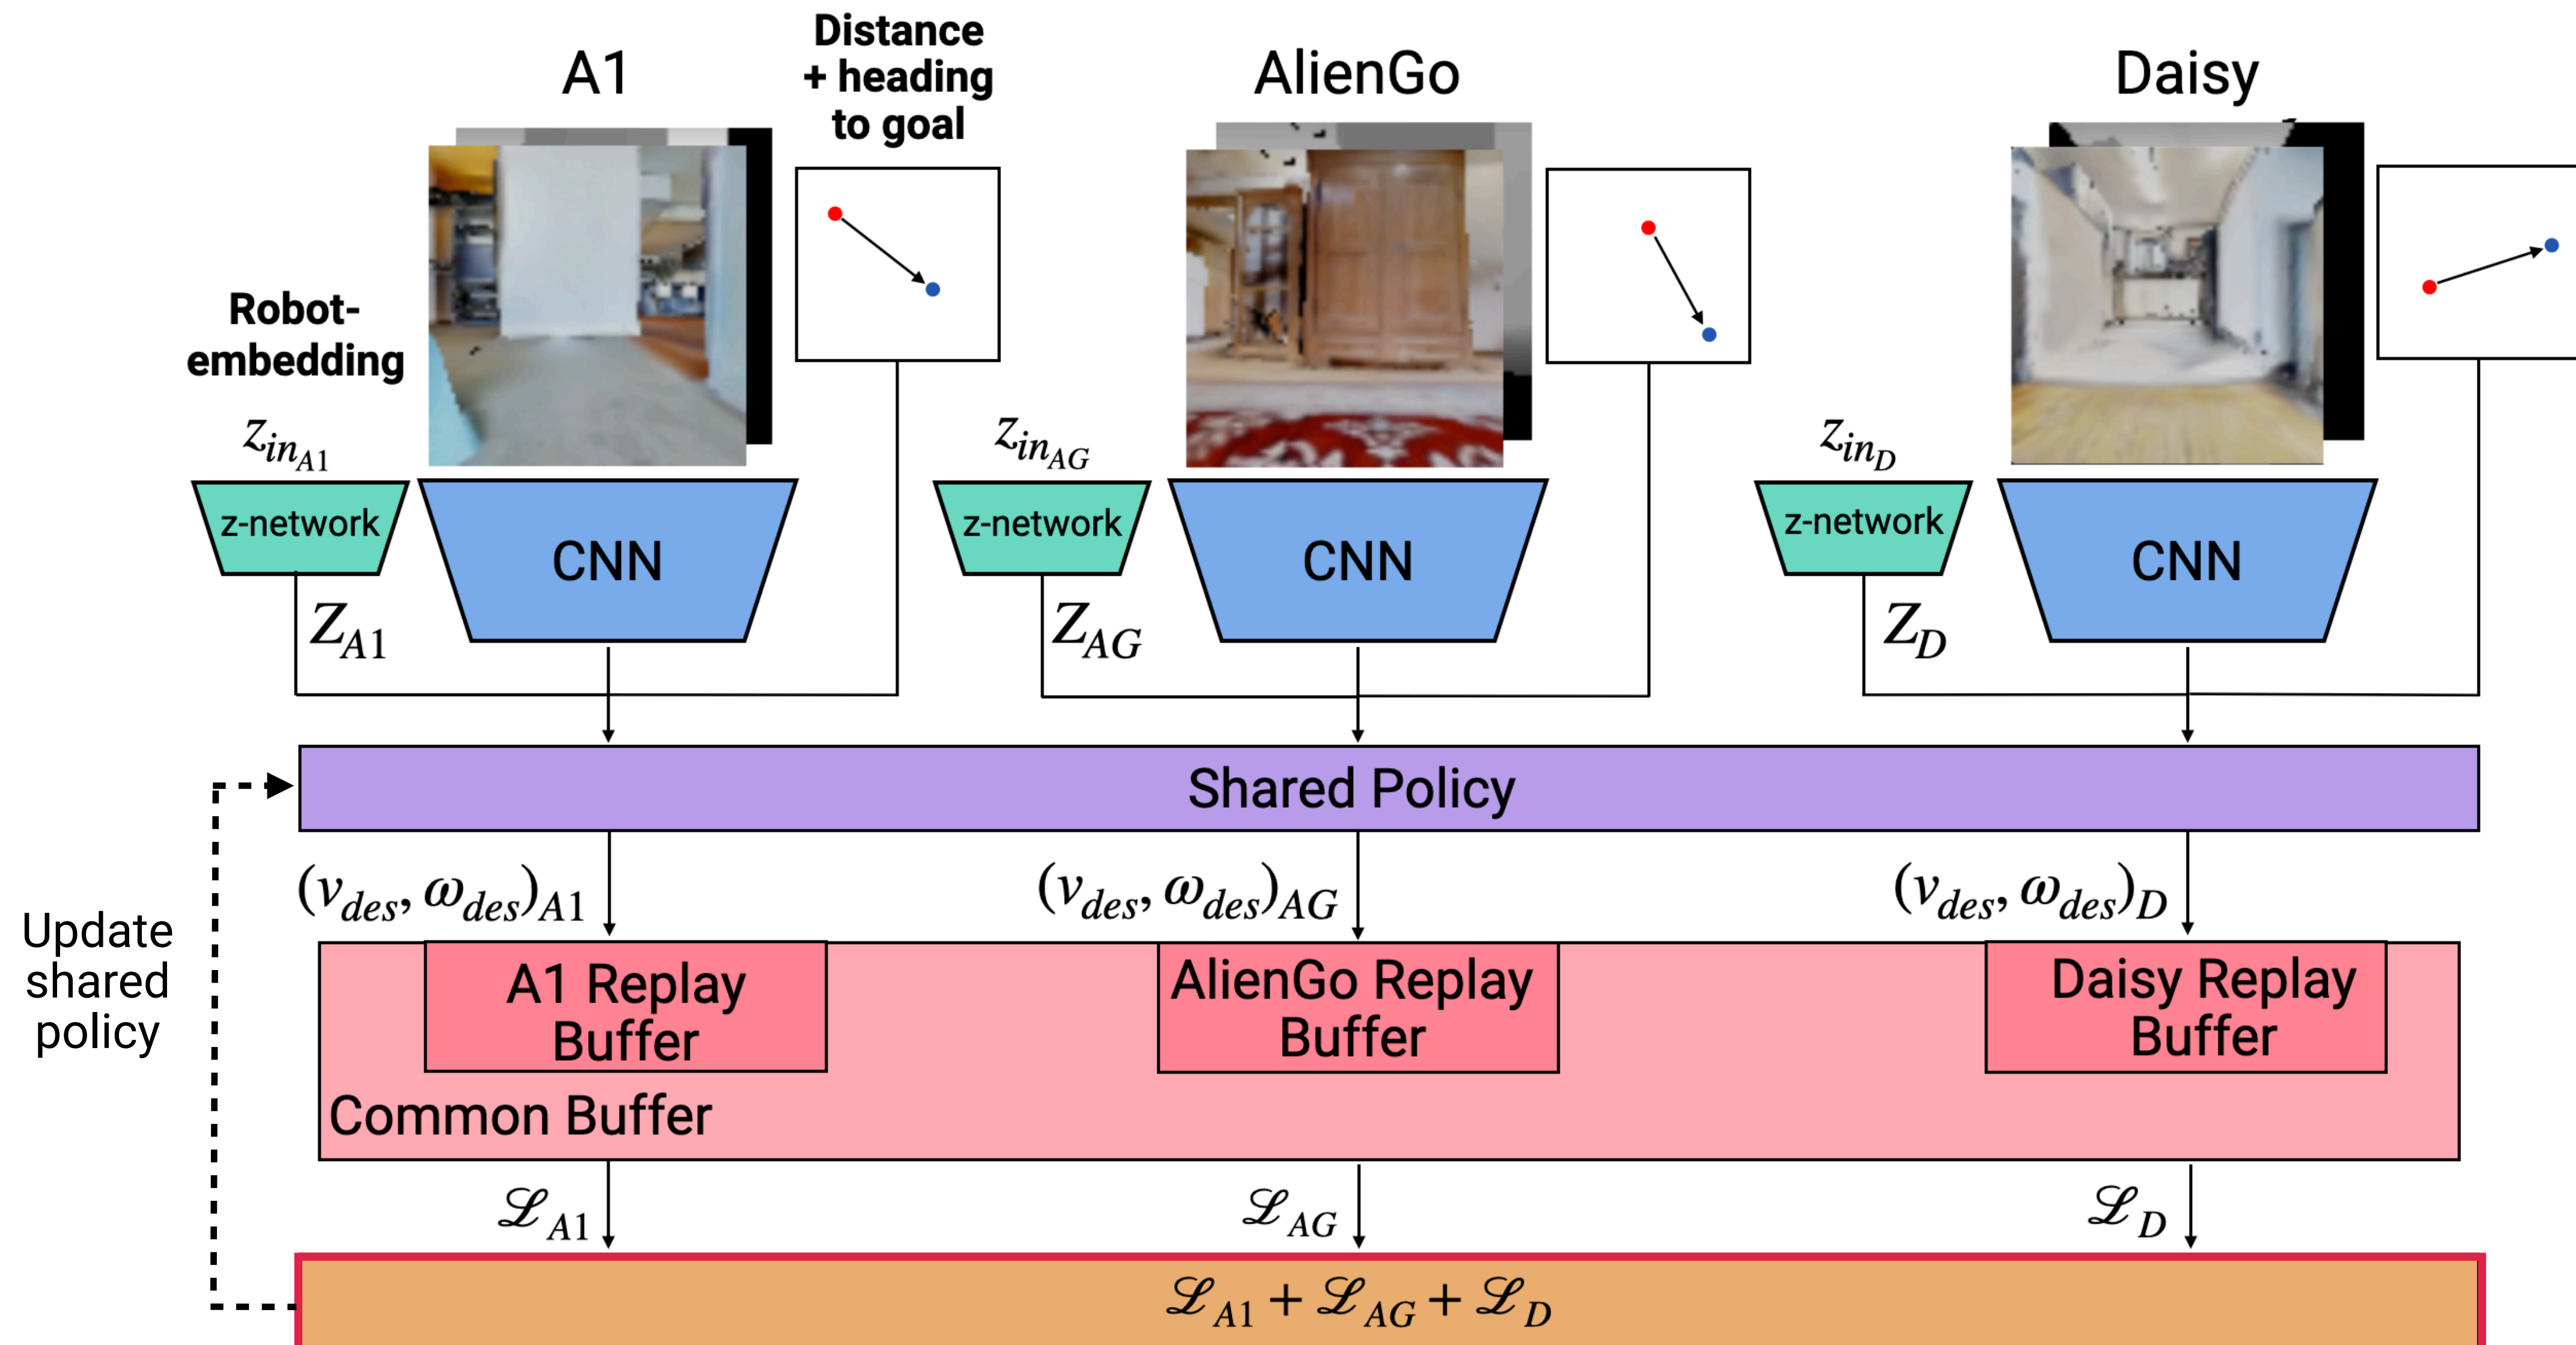 A1
Distance
+ heading
to goal
AlienGo
Daisy
Robot-
embedding
z_{in_{A1}}
z_{in_{AG}}
z_{in_D}
z-network
CNN
z-network
CNN
z-network
CNN
Z_{A1}
Z_{AG}
Z_D
Shared Policy
(v_{des}, ω_{des})_{A1}
(v_{des}, ω_{des})_{AG}
(v_{des}, ω_{des})_D
Update
shared
policy
A1 Replay
Buffer
AlienGo Replay
Buffer
Daisy Replay
Buffer
Common Buffer
ℒ_{A1}
ℒ_{AG}
ℒ_D
ℒ_{A1} + ℒ_{AG} + ℒ_D